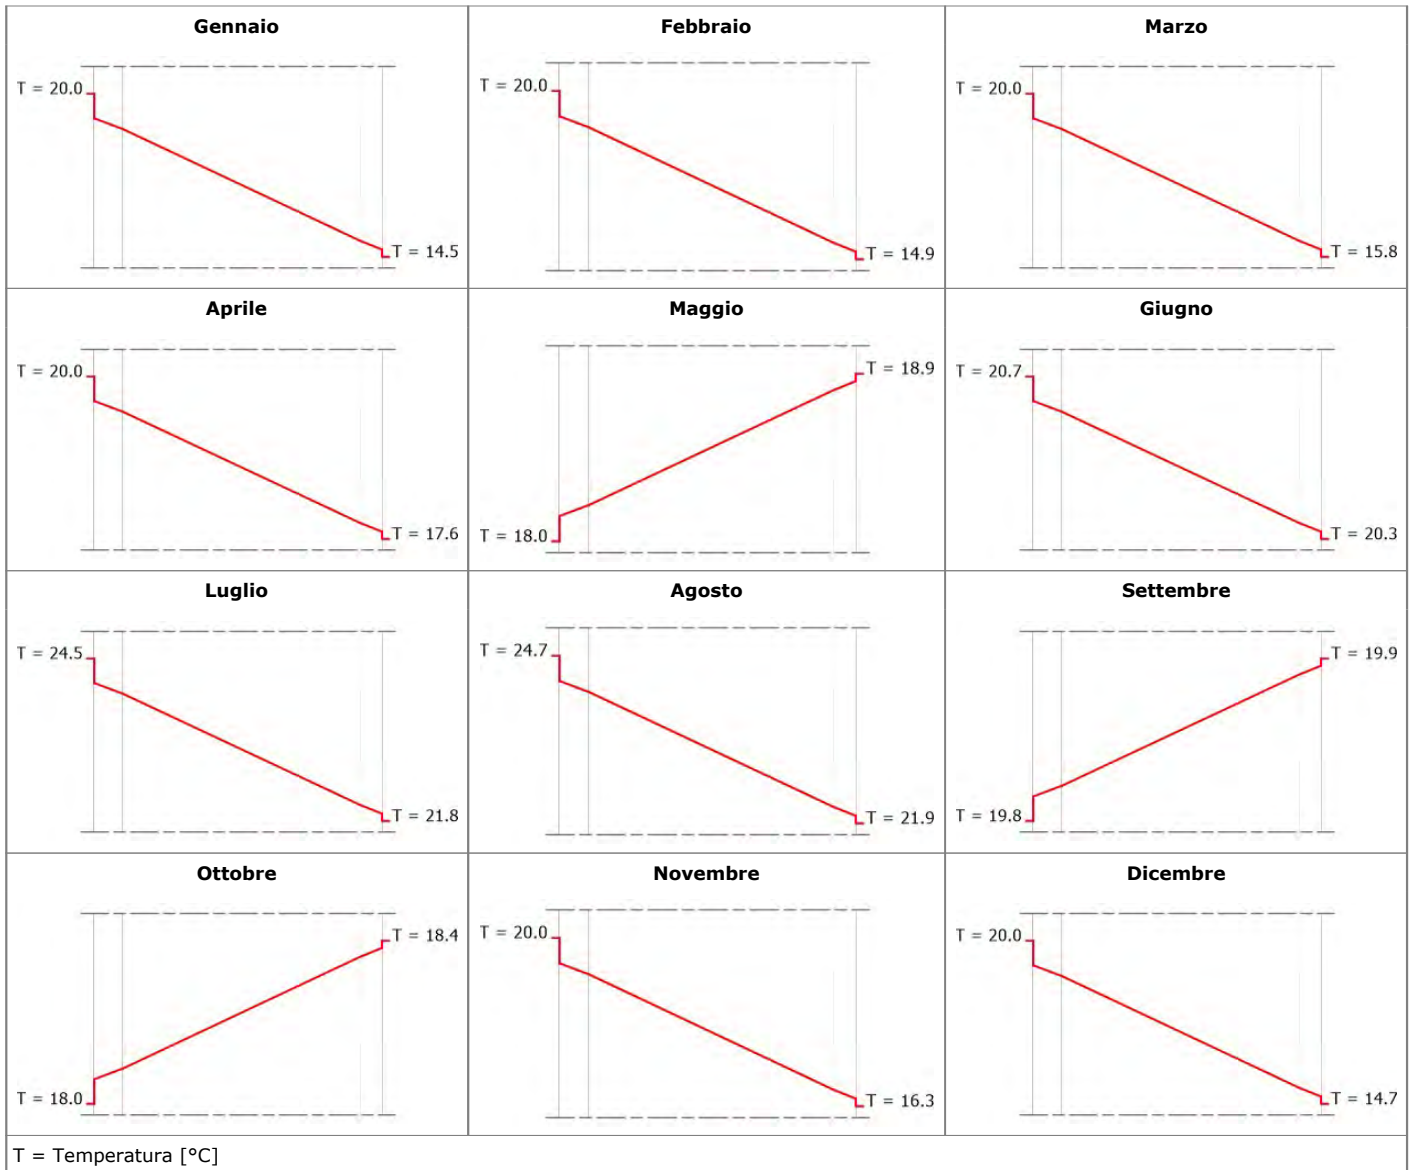 Gennaio
T = 20.0
T = 14.5
Febbraio
T = 20.0
T = 14.9
Marzo
T = 20.0
T = 15.8
Aprile
T = 20.0
T = 17.6
Maggio
T = 18.9
T = 18.0
Giugno
T = 20.7
T = 20.3
Luglio
T = 24.5
T = 21.8
Agosto
T = 24.7
T = 21.9
Settembre
T = 19.9
T = 19.8
Ottobre
T = 18.4
T = 18.0
Novembre
T = 20.0
T = 16.3
Dicembre
T = 20.0
T = 14.7
T = Temperatura [°C]